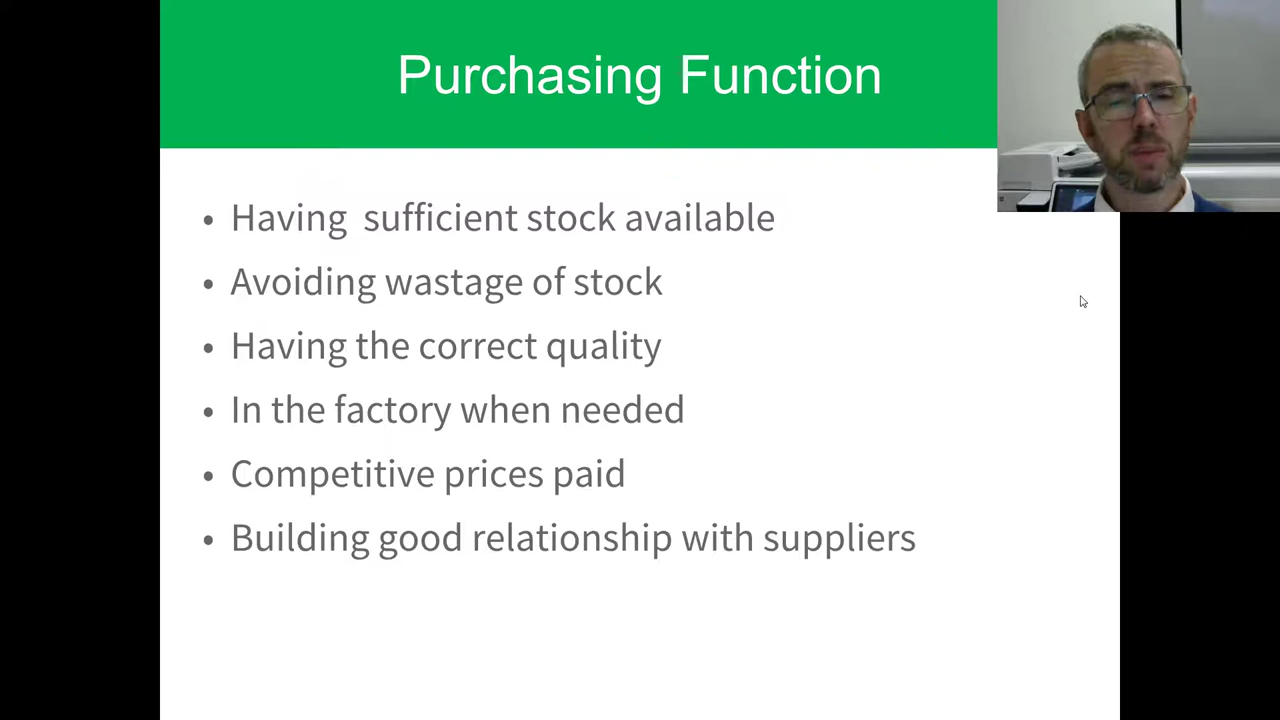 Purchasing Function
• Having  sufficient stock available
• Avoiding wastage of stock
• Having the correct quality
• In the factory when needed
• Competitive prices paid
• Building good relationship with suppliers